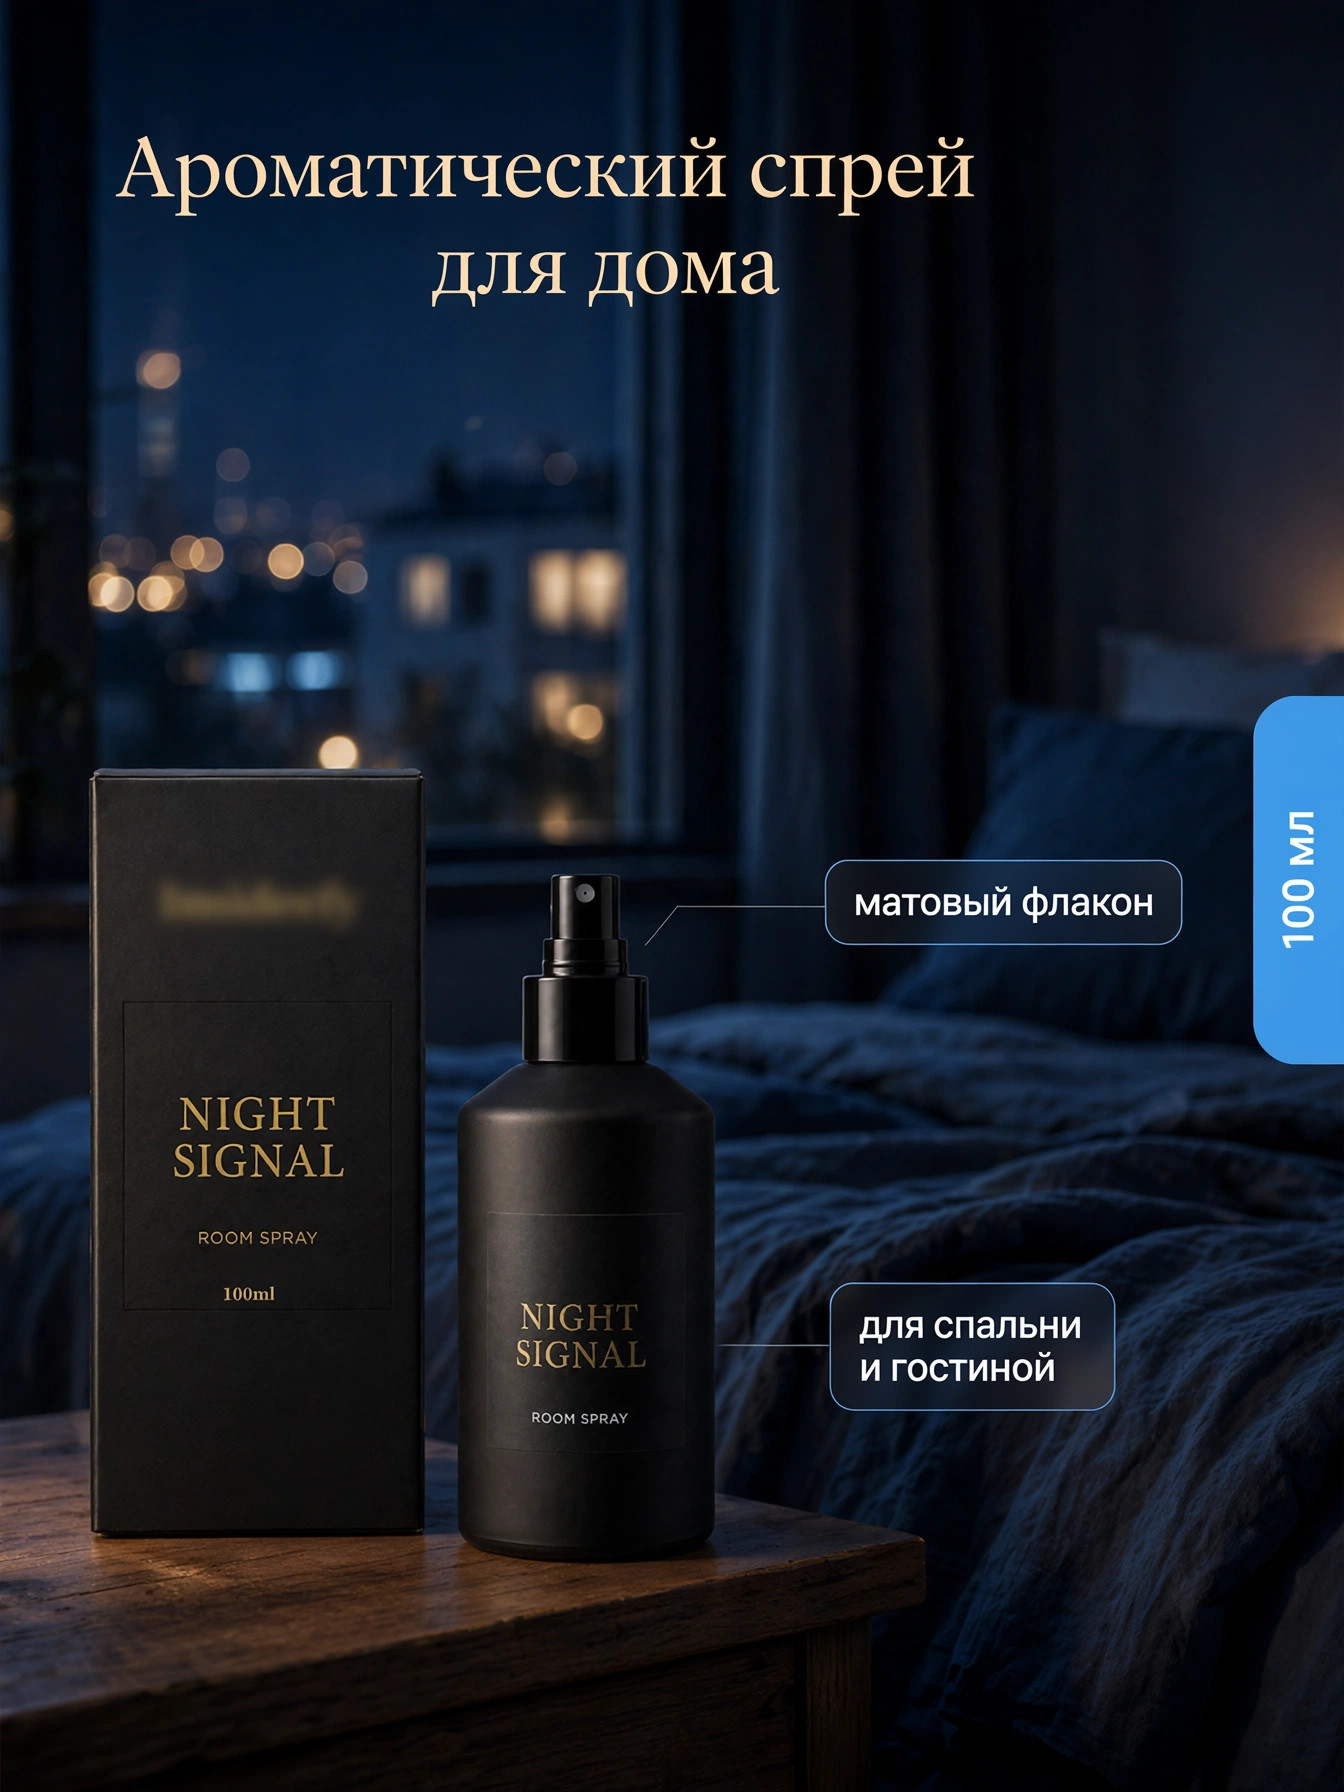 Ароматический спрей
для дома
матовый флакон
100 мл
NIGHT
SIGNAL
ROOM SPRAY
100ml
NIGHT
SIGNAL
ROOM SPRAY
для спальни
и гостиной